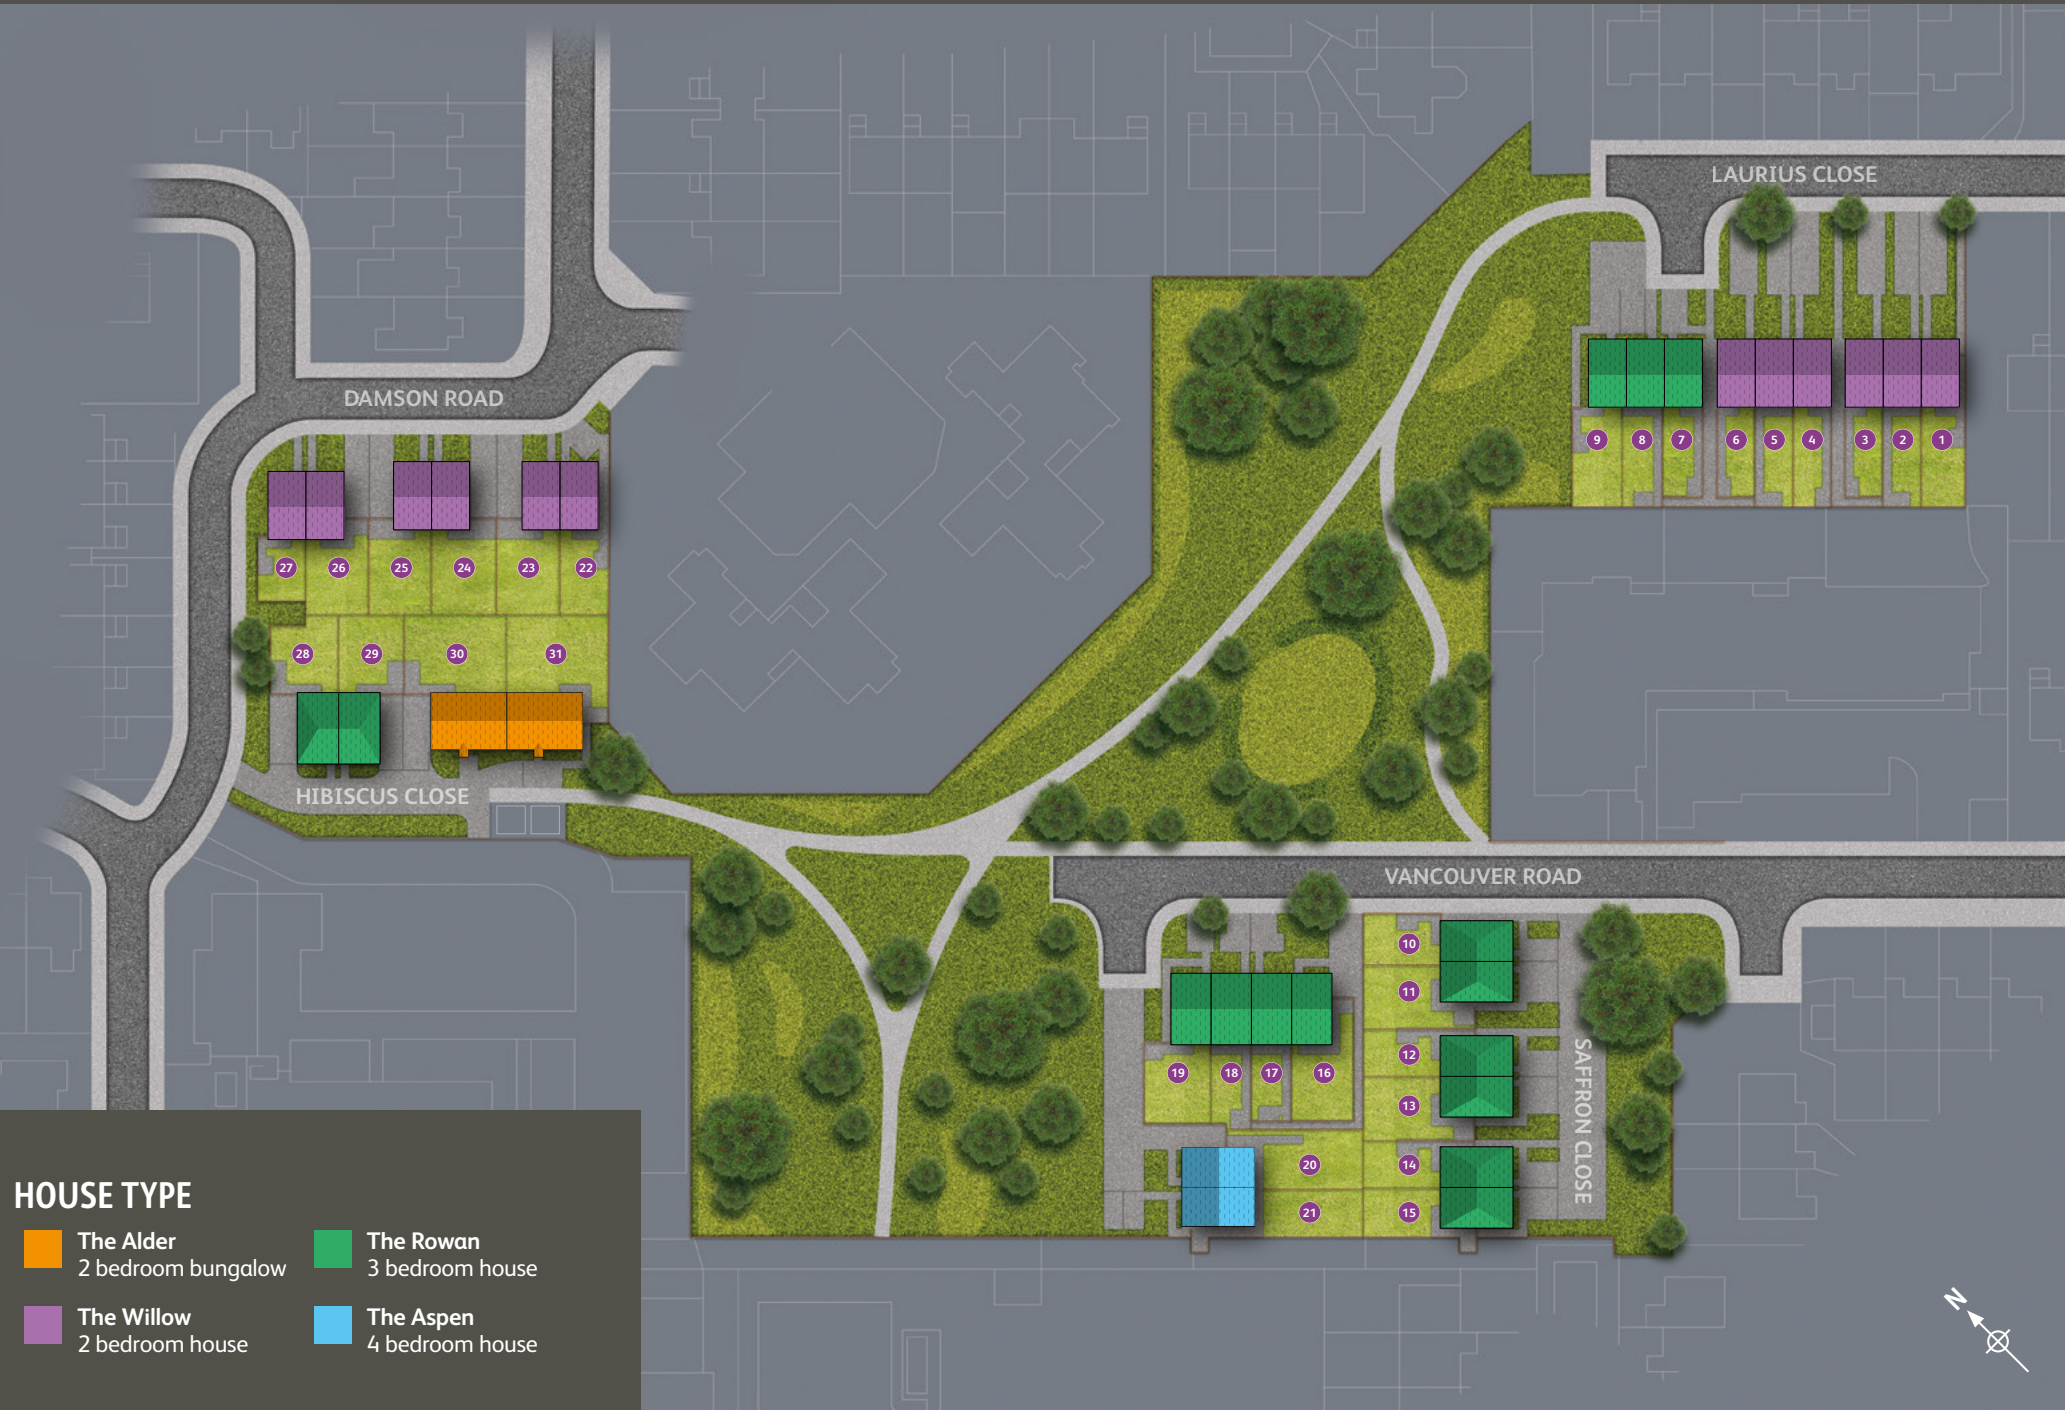 LAURIUS CLOSE
DAMSON ROAD
9 8 7 6 5 4 3 2 1
27 26 25 24 23 22
28 29 30 31
HIBISCUS CLOSE
VANCOUVER ROAD
10
11
12
19 18 17 16
13
20 14
21 15
SAFFRON CLOSE
HOUSE TYPE
The Alder
2 bedroom bungalow
The Rowan
3 bedroom house
The Willow
2 bedroom house
The Aspen
4 bedroom house
N